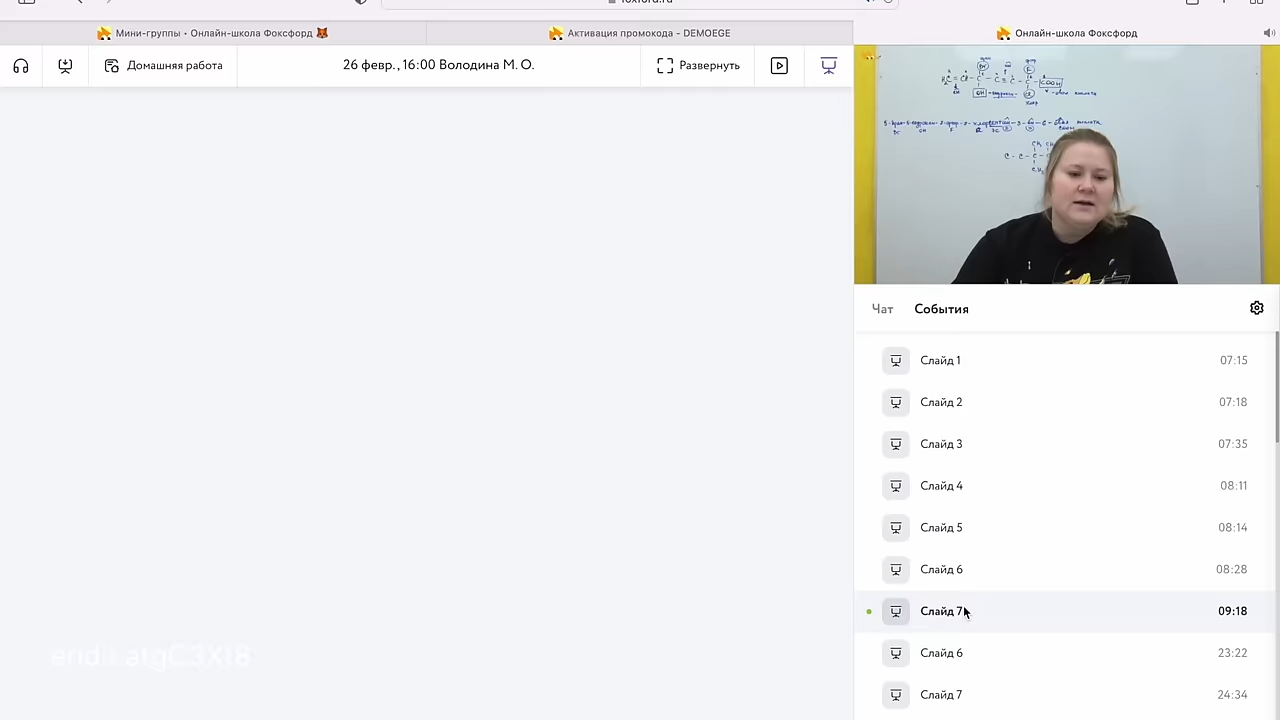 foxford.ru
Мини-группы • Онлайн-школа Фоксфорд
Активация промокода – DEMOEGE
Онлайн-школа Фоксфорд
Домашняя работа
26 февр., 16:00 Володина М. О.
Развернуть
Чат
События
Слайд 1 07:15
Слайд 2 07:18
Слайд 3 07:35
Слайд 4 08:11
Слайд 5 08:14
Слайд 6 08:28
Слайд 7 09:18
Слайд 6 23:22
Слайд 7 24:34